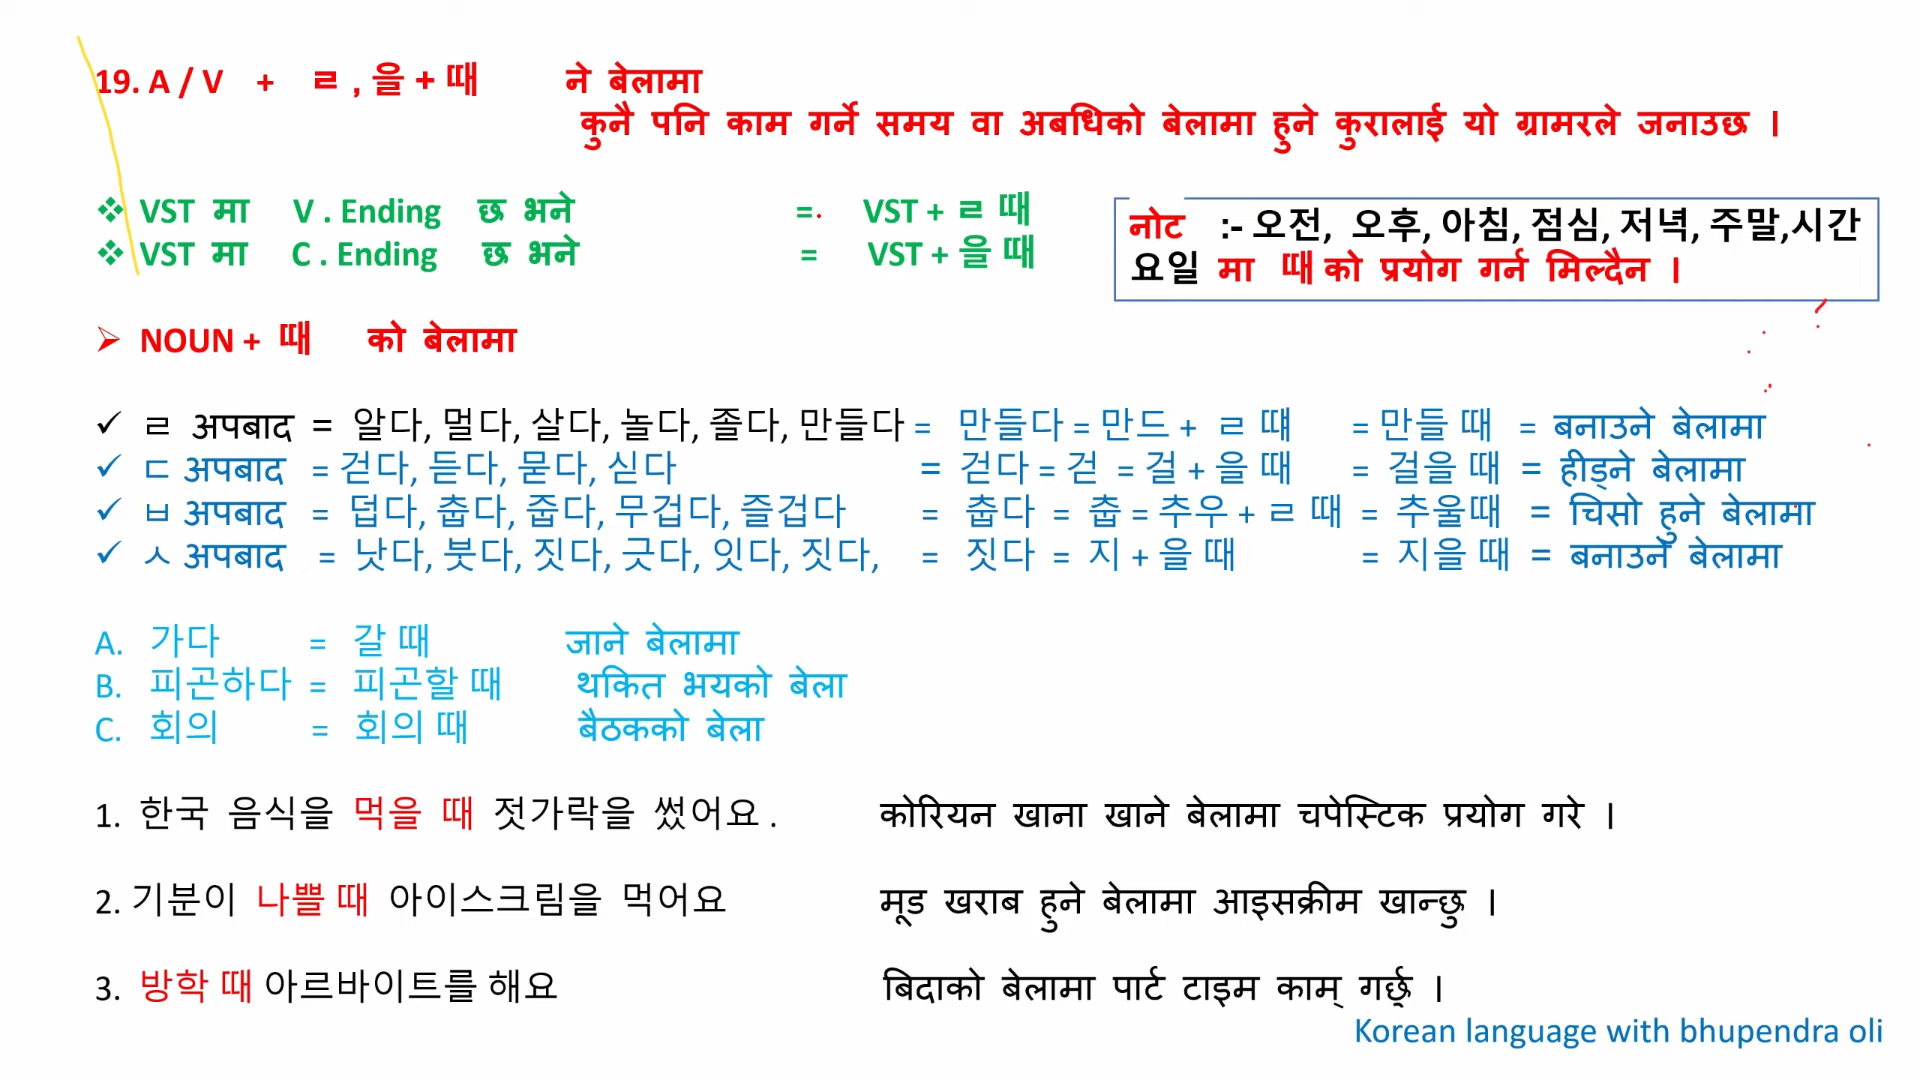 19. A / V + ㄹ , 을 + 때 ने बेलामा
कुनै पनि काम गर्ने समय वा अबधिको बेलामा हुने कुरालाई यो ग्रामरले जनाउछ ।
❖ VST मा V . Ending छ भने = VST + ㄹ 때
❖ VST मा C . Ending छ भने = VST + 을 때
नोट :- 오전, 오후, 아침, 점심, 저녁, 주말,시간
요일 मा 때 को प्रयोग गर्न मिल्दैन ।
➢ NOUN + 때 को बेलामा
✓ ㄹ अपबाद = 알다, 멀다, 살다, 놀다, 졸다, 만들다 = 만들다 = 만드 + ㄹ 떄 = 만들 때 = बनाउने बेलामा
✓ ㄷ अपबाद = 걷다, 듣다, 묻다, 싣다 = 걷다 = 걷 = 걸 + 을 때 = 걸을 때 = हीड्ने बेलामा
✓ ㅂ अपबाद = 덥다, 춥다, 줍다, 무겁다, 즐겁다 = 춥다 = 춥 = 추우 + ㄹ 때 = 추울때 = चिसो हुने बेलामा
✓ ㅅ अपबाद = 낫다, 붓다, 짓다, 긋다, 잇다, 짓다, = 짓다 = 지 + 을 때 = 지을 때 = बनाउने बेलामा
A. 가다 = 갈 때 जाने बेलामा
B. 피곤하다 = 피곤할 때 थकित भयको बेला
C. 회의 = 회의 때 बैठकको बेला
1. 한국 음식을 먹을 때 젓가락을 썼어요 . कोरियन खाना खाने बेलामा चपेस्टिक प्रयोग गरे ।
2. 기분이 나쁠 때 아이스크림을 먹어요 मूड खराब हुने बेलामा आइसक्रीम खान्छु ।
3. 방학 때 아르바이트를 해요 बिदाको बेलामा पार्ट टाइम काम् गर्छु ।
Korean language with bhupendra oli